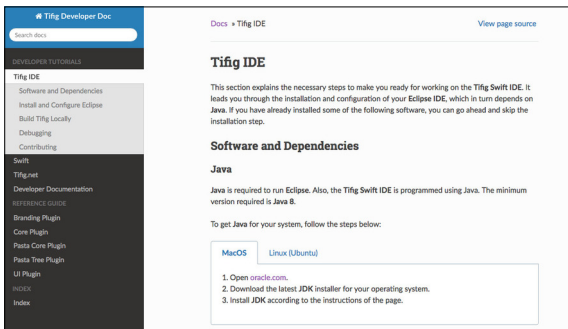 Tifig Developer Doc
Search docs
DEVELOPER TUTORIALS
Tifig IDE
Software and Dependencies
Install and Configure Eclipse
Build Tifig Locally
Debugging
Contributing
Swift
Tifig.net
Developer Documentation
REFERENCE GUIDE
Branding Plugin
Core Plugin
Pasta Core Plugin
Pasta Tree Plugin
UI Plugin
INDEX
Index
Docs » Tifig IDE
View page source
Tifig IDE
This section explains the necessary steps to make you ready for working on the Tifig Swift IDE. It
leads you through the installation and configuration of your Eclipse IDE, which in turn depends on
Java. If you have already installed some of the following software, you can go ahead and skip the
installation step.
Software and Dependencies
Java
Java is required to run Eclipse. Also, the Tifig Swift IDE is programmed using Java. The minimum
version required is Java 8.
To get Java for your system, follow the steps below:
MacOS
Linux (Ubuntu)
1. Open oracle.com.
2. Download the latest JDK installer for your operating system.
3. Install JDK according to the instructions of the page.